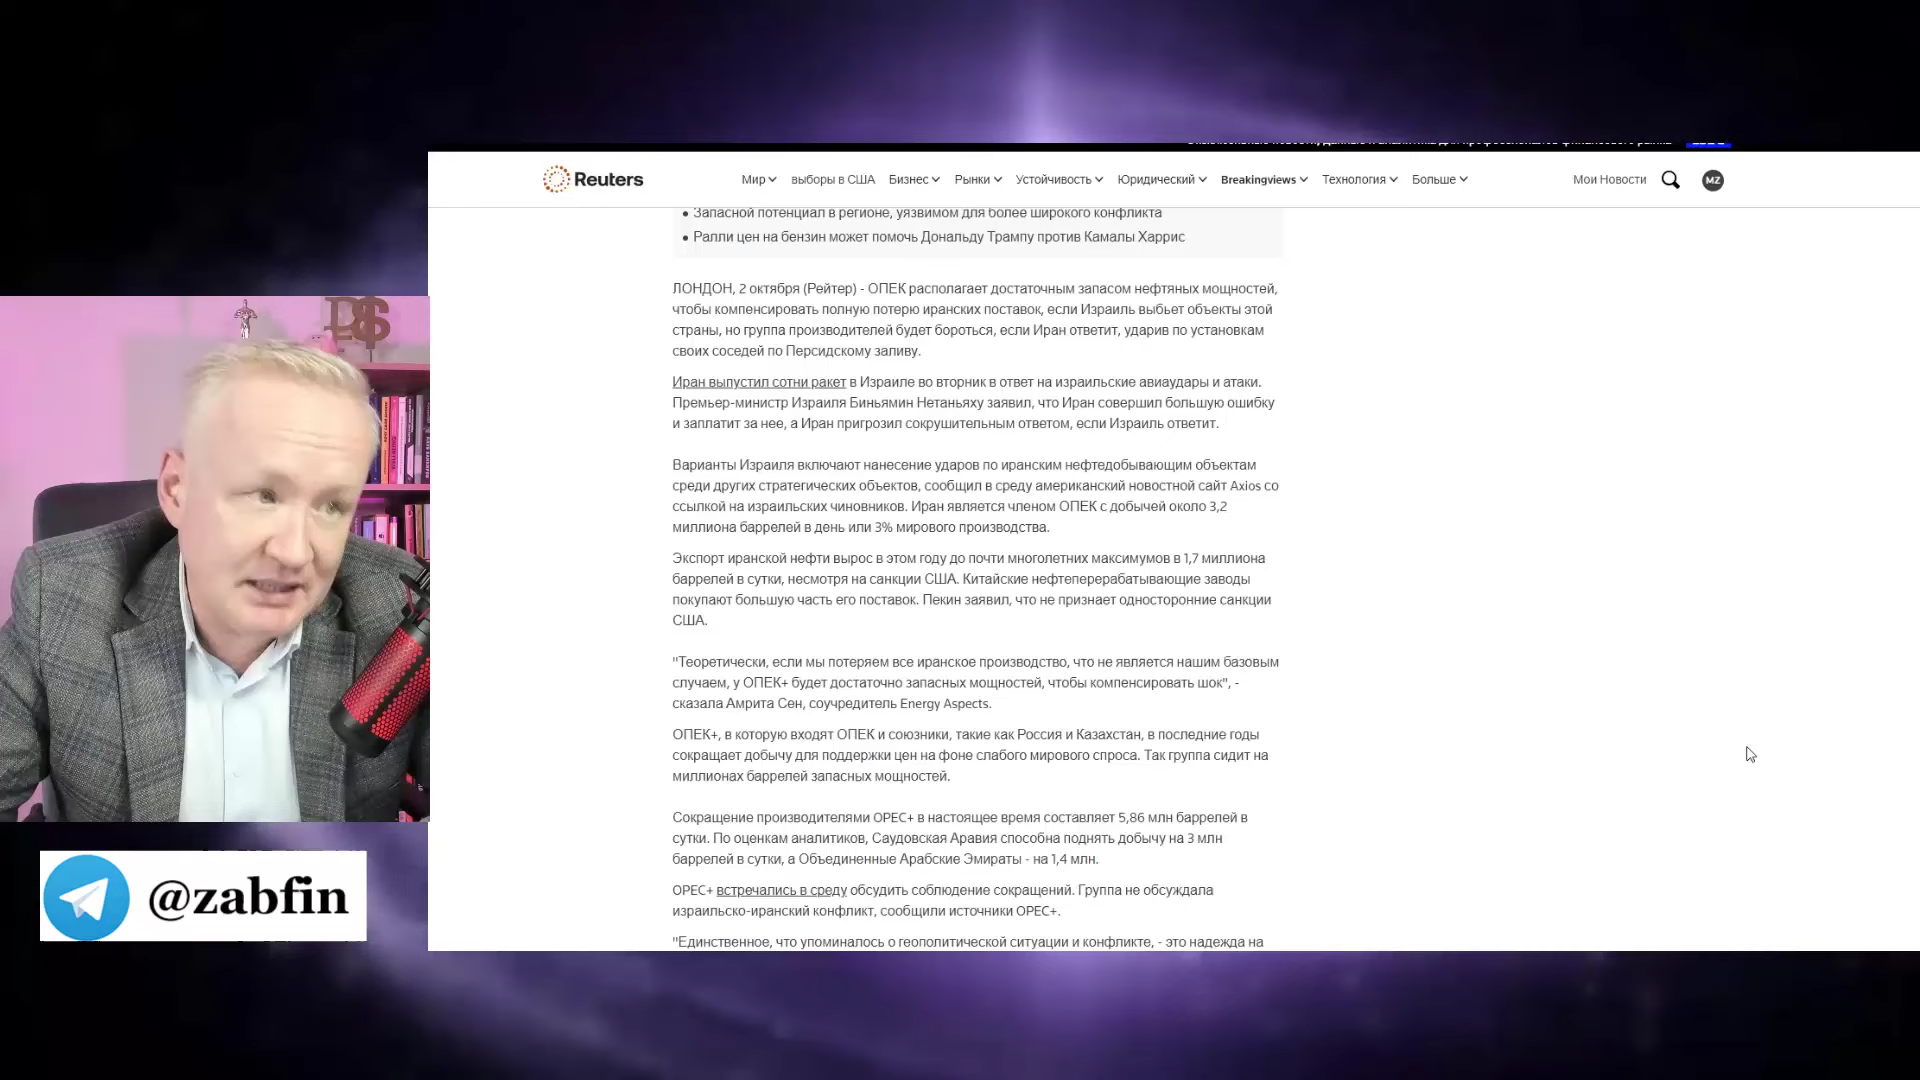 Reuters
Мир
выборы в США
Бизнес
Рынки
Устойчивость
Юридический
Breakingviews
Технология
Больше
Мои Новости
MZ
• Запасной потенциал в регионе, уязвимом для более широкого конфликта
• Ралли цен на бензин может помочь Дональду Трампу против Камалы Харрис
ЛОНДОН, 2 октября (Рейтер) - ОПЕК располагает достаточным запасом нефтяных мощностей,
чтобы компенсировать полную потерю иранских поставок, если Израиль выбьет объекты этой
страны, но группа производителей будет бороться, если Иран ответит, ударив по установкам
своих соседей по Персидскому заливу.
Иран выпустил сотни ракет в Израиле во вторник в ответ на израильские авиаудары и атаки.
Премьер-министр Израиля Биньямин Нетаньяху заявил, что Иран совершил большую ошибку
и заплатит за нее, а Иран пригрозил сокрушительным ответом, если Израиль ответит.
Варианты Израиля включают нанесение ударов по иранским нефтедобывающим объектам
среди других стратегических объектов, сообщил в среду американский новостной сайт Axios со
ссылкой на израильских чиновников. Иран является членом ОПЕК с добычей около 3,2
миллиона баррелей в день или 3% мирового производства.
Экспорт иранской нефти вырос в этом году до почти многолетних максимумов в 1,7 миллиона
баррелей в сутки, несмотря на санкции США. Китайские нефтеперерабатывающие заводы
покупают большую часть его поставок. Пекин заявил, что не признает односторонние санкции
США.
"Теоретически, если мы потеряем все иранское производство, что не является нашим базовым
случаем, у ОПЕК+ будет достаточно запасных мощностей, чтобы компенсировать шок", -
сказала Амрита Сен, соучредитель Energy Aspects.
ОПЕК+, в которую входят ОПЕК и союзники, такие как Россия и Казахстан, в последние годы
сокращает добычу для поддержки цен на фоне слабого мирового спроса. Так группа сидит на
миллионах баррелей запасных мощностей.
Сокращение производителями OPEC+ в настоящее время составляет 5,86 млн баррелей в
сутки. По оценкам аналитиков, Саудовская Аравия способна поднять добычу на 3 млн
баррелей в сутки, а Объединенные Арабские Эмираты - на 1,4 млн.
OPEC+ встречались в среду обсудить соблюдение сокращений. Группа не обсуждала
израильско-иранский конфликт, сообщили источники OPEC+.
"Единственное, что упоминалось о геополитической ситуации и конфликте, - это надежда на
@zabfin